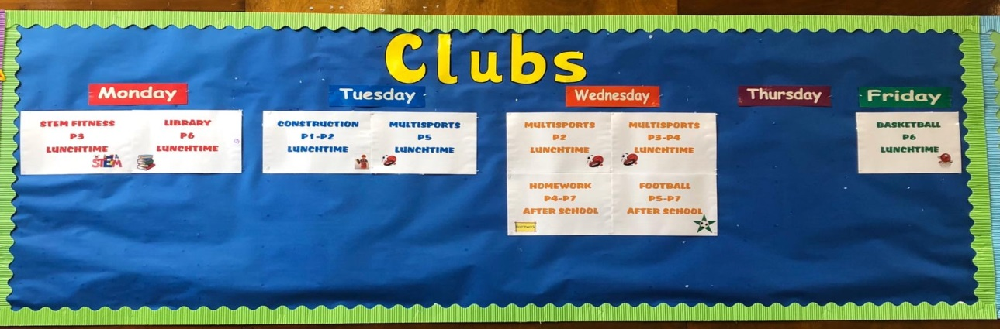 Clubs
Monday
Tuesday
Wednesday
Thursday
Friday
STEM FITNESS
P3
LUNCHTIME
STEM
LIBRARY
P6
LUNCHTIME
CONSTRUCTION
P1-P2
LUNCHTIME
MULTISPORTS
P5
LUNCHTIME
MULTISPORTS
P2
LUNCHTIME
MULTISPORTS
P3-P4
LUNCHTIME
HOMEWORK
P4-P7
AFTER SCHOOL
FOOTBALL
P5-P7
AFTER SCHOOL
BASKETBALL
P6
LUNCHTIME